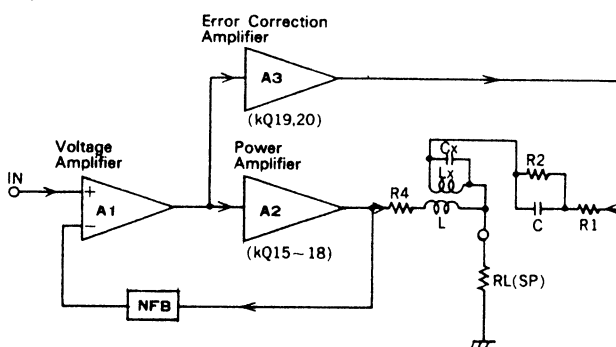 Error Correction
Amplifier
A3
(kQ19,20)
Voltage
Amplifier
Power
Amplifier
IN
+
A1
−
A2
(kQ15~18)
NFB
R4
L
Cx
Lx
R2
C
R1
RL(SP)